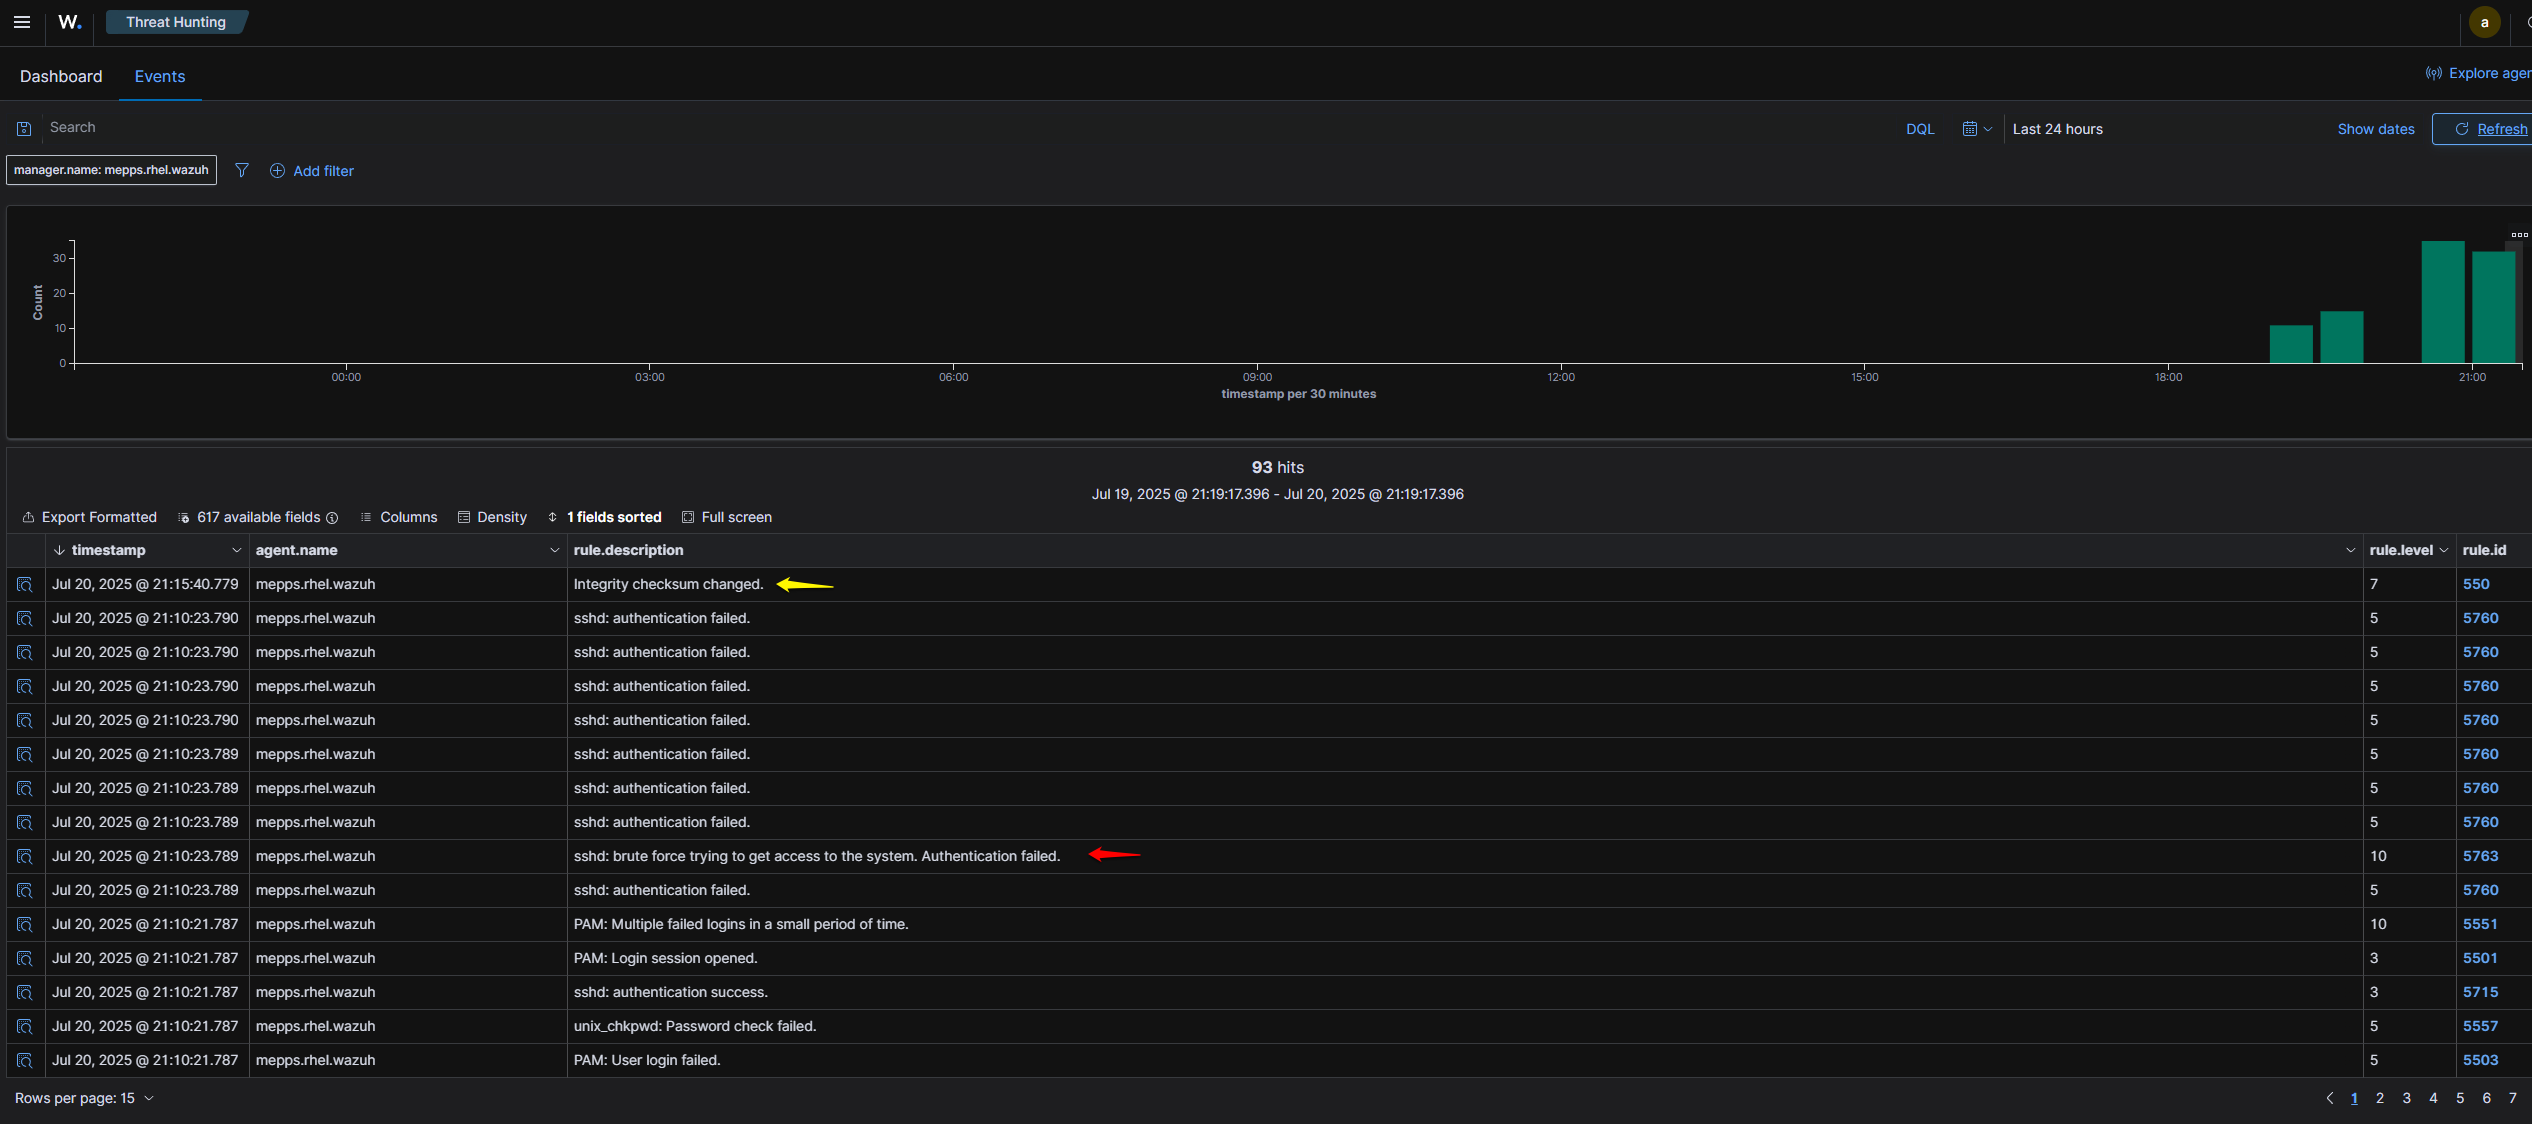 W. Threat Hunting a
Dashboard Events Explore agen
Search DQL Last 24 hours Show dates Refresh
manager.name: mepps.rhel.wazuh Add filter
30
20
10
0
Count
00:00 03:00 06:00 09:00 12:00 15:00 18:00 21:00
timestamp per 30 minutes
93 hits
Jul 19, 2025 @ 21:19:17.396 - Jul 20, 2025 @ 21:19:17.396
Export Formatted 617 available fields Columns Density 1 fields sorted Full screen
timestamp agent.name rule.description rule.level rule.id
Jul 20, 2025 @ 21:15:40.779 mepps.rhel.wazuh Integrity checksum changed. 7 550
Jul 20, 2025 @ 21:10:23.790 mepps.rhel.wazuh sshd: authentication failed. 5 5760
Jul 20, 2025 @ 21:10:23.790 mepps.rhel.wazuh sshd: authentication failed. 5 5760
Jul 20, 2025 @ 21:10:23.790 mepps.rhel.wazuh sshd: authentication failed. 5 5760
Jul 20, 2025 @ 21:10:23.790 mepps.rhel.wazuh sshd: authentication failed. 5 5760
Jul 20, 2025 @ 21:10:23.789 mepps.rhel.wazuh sshd: authentication failed. 5 5760
Jul 20, 2025 @ 21:10:23.789 mepps.rhel.wazuh sshd: authentication failed. 5 5760
Jul 20, 2025 @ 21:10:23.789 mepps.rhel.wazuh sshd: authentication failed. 5 5760
Jul 20, 2025 @ 21:10:23.789 mepps.rhel.wazuh sshd: brute force trying to get access to the system. Authentication failed. 10 5763
Jul 20, 2025 @ 21:10:23.789 mepps.rhel.wazuh sshd: authentication failed. 5 5760
Jul 20, 2025 @ 21:10:21.787 mepps.rhel.wazuh PAM: Multiple failed logins in a small period of time. 10 5551
Jul 20, 2025 @ 21:10:21.787 mepps.rhel.wazuh PAM: Login session opened. 3 5501
Jul 20, 2025 @ 21:10:21.787 mepps.rhel.wazuh sshd: authentication success. 3 5715
Jul 20, 2025 @ 21:10:21.787 mepps.rhel.wazuh unix_chkpwd: Password check failed. 5 5557
Jul 20, 2025 @ 21:10:21.787 mepps.rhel.wazuh PAM: User login failed. 5 5503
Rows per page: 15 1 2 3 4 5 6 7